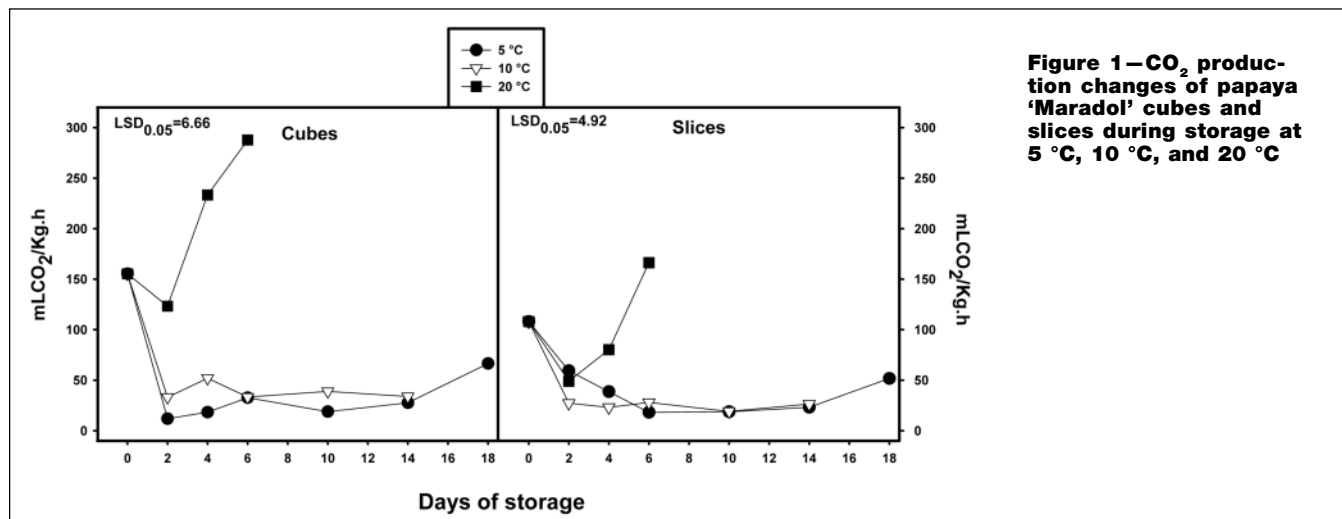 5 °C
10 °C
20 °C
LSD0.05=6.66
Cubes
300
250
200
150
100
50
0
mLCO2/Kg.h
0 2 4 6 8 10 12 14 16 18
LSD0.05=4.92
Slices
300
250
200
150
100
50
0
mLCO2/Kg.h
0 2 4 6 8 10 12 14 16 18
Days of storage
Figure 1—CO2 produc-
tion changes of papaya
‘Maradol’ cubes and
slices during storage at
5 °C, 10 °C, and 20 °C